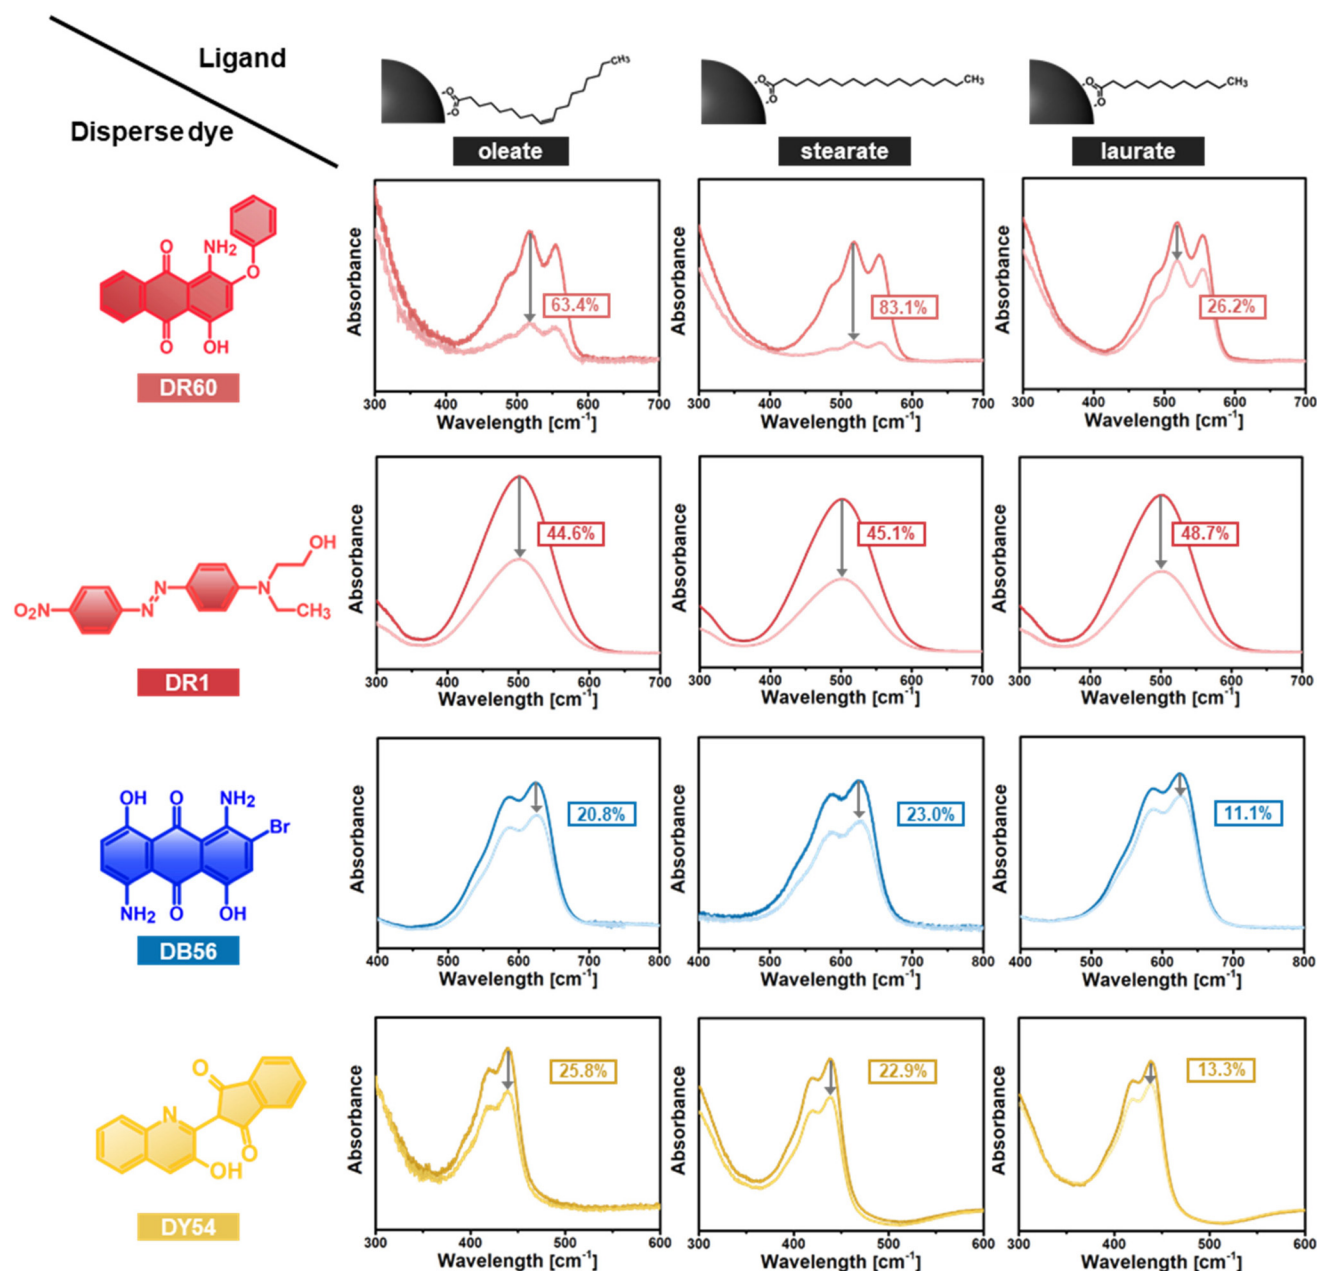 Ligand
Disperse dye
CH3
O
O
-
oleate
CH3
O
O
-
stearate
CH3
O
O
-
laurate
O
NH2
O
O
OH
DR60
Absorbance
63.4%
300 400 500 600 700
Wavelength [cm-1]
Absorbance
83.1%
300 400 500 600 700
Wavelength [cm-1]
Absorbance
26.2%
300 400 500 600 700
Wavelength [cm-1]
OH
N
N
N
O2N
CH3
DR1
Absorbance
44.6%
300 400 500 600 700
Wavelength [cm-1]
Absorbance
45.1%
300 400 500 600 700
Wavelength [cm-1]
Absorbance
48.7%
300 400 500 600 700
Wavelength [cm-1]
OH O NH2
Br
NH2 O OH
DB56
Absorbance
20.8%
400 500 600 700 800
Wavelength [cm-1]
Absorbance
23.0%
400 500 600 700 800
Wavelength [cm-1]
Absorbance
11.1%
400 500 600 700 800
Wavelength [cm-1]
O
N
O
OH
DY54
Absorbance
25.8%
300 400 500 600
Wavelength [cm-1]
Absorbance
22.9%
300 400 500 600
Wavelength [cm-1]
Absorbance
13.3%
300 400 500 600
Wavelength [cm-1]